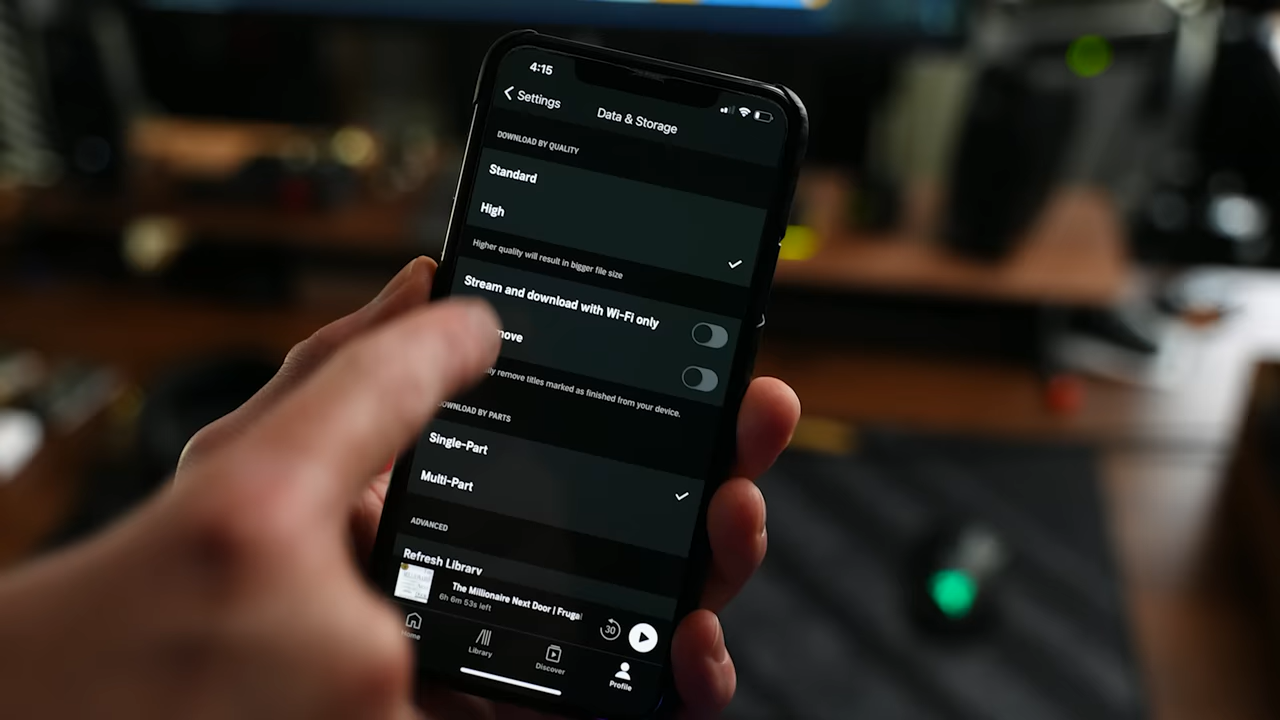 4:15
Settings
Data & Storage
DOWNLOAD BY QUALITY
Standard
High
Higher quality will result in bigger file size
Stream and download with Wi-Fi only
move
remove titles marked as finished from your device.
OWNLOAD BY PARTS
Single-Part
Multi-Part
ADVANCED
Refresh Library
The Millionaire Next Door | Fruga
6h 6m 53s left
30
Home
Library
Discover
Profile